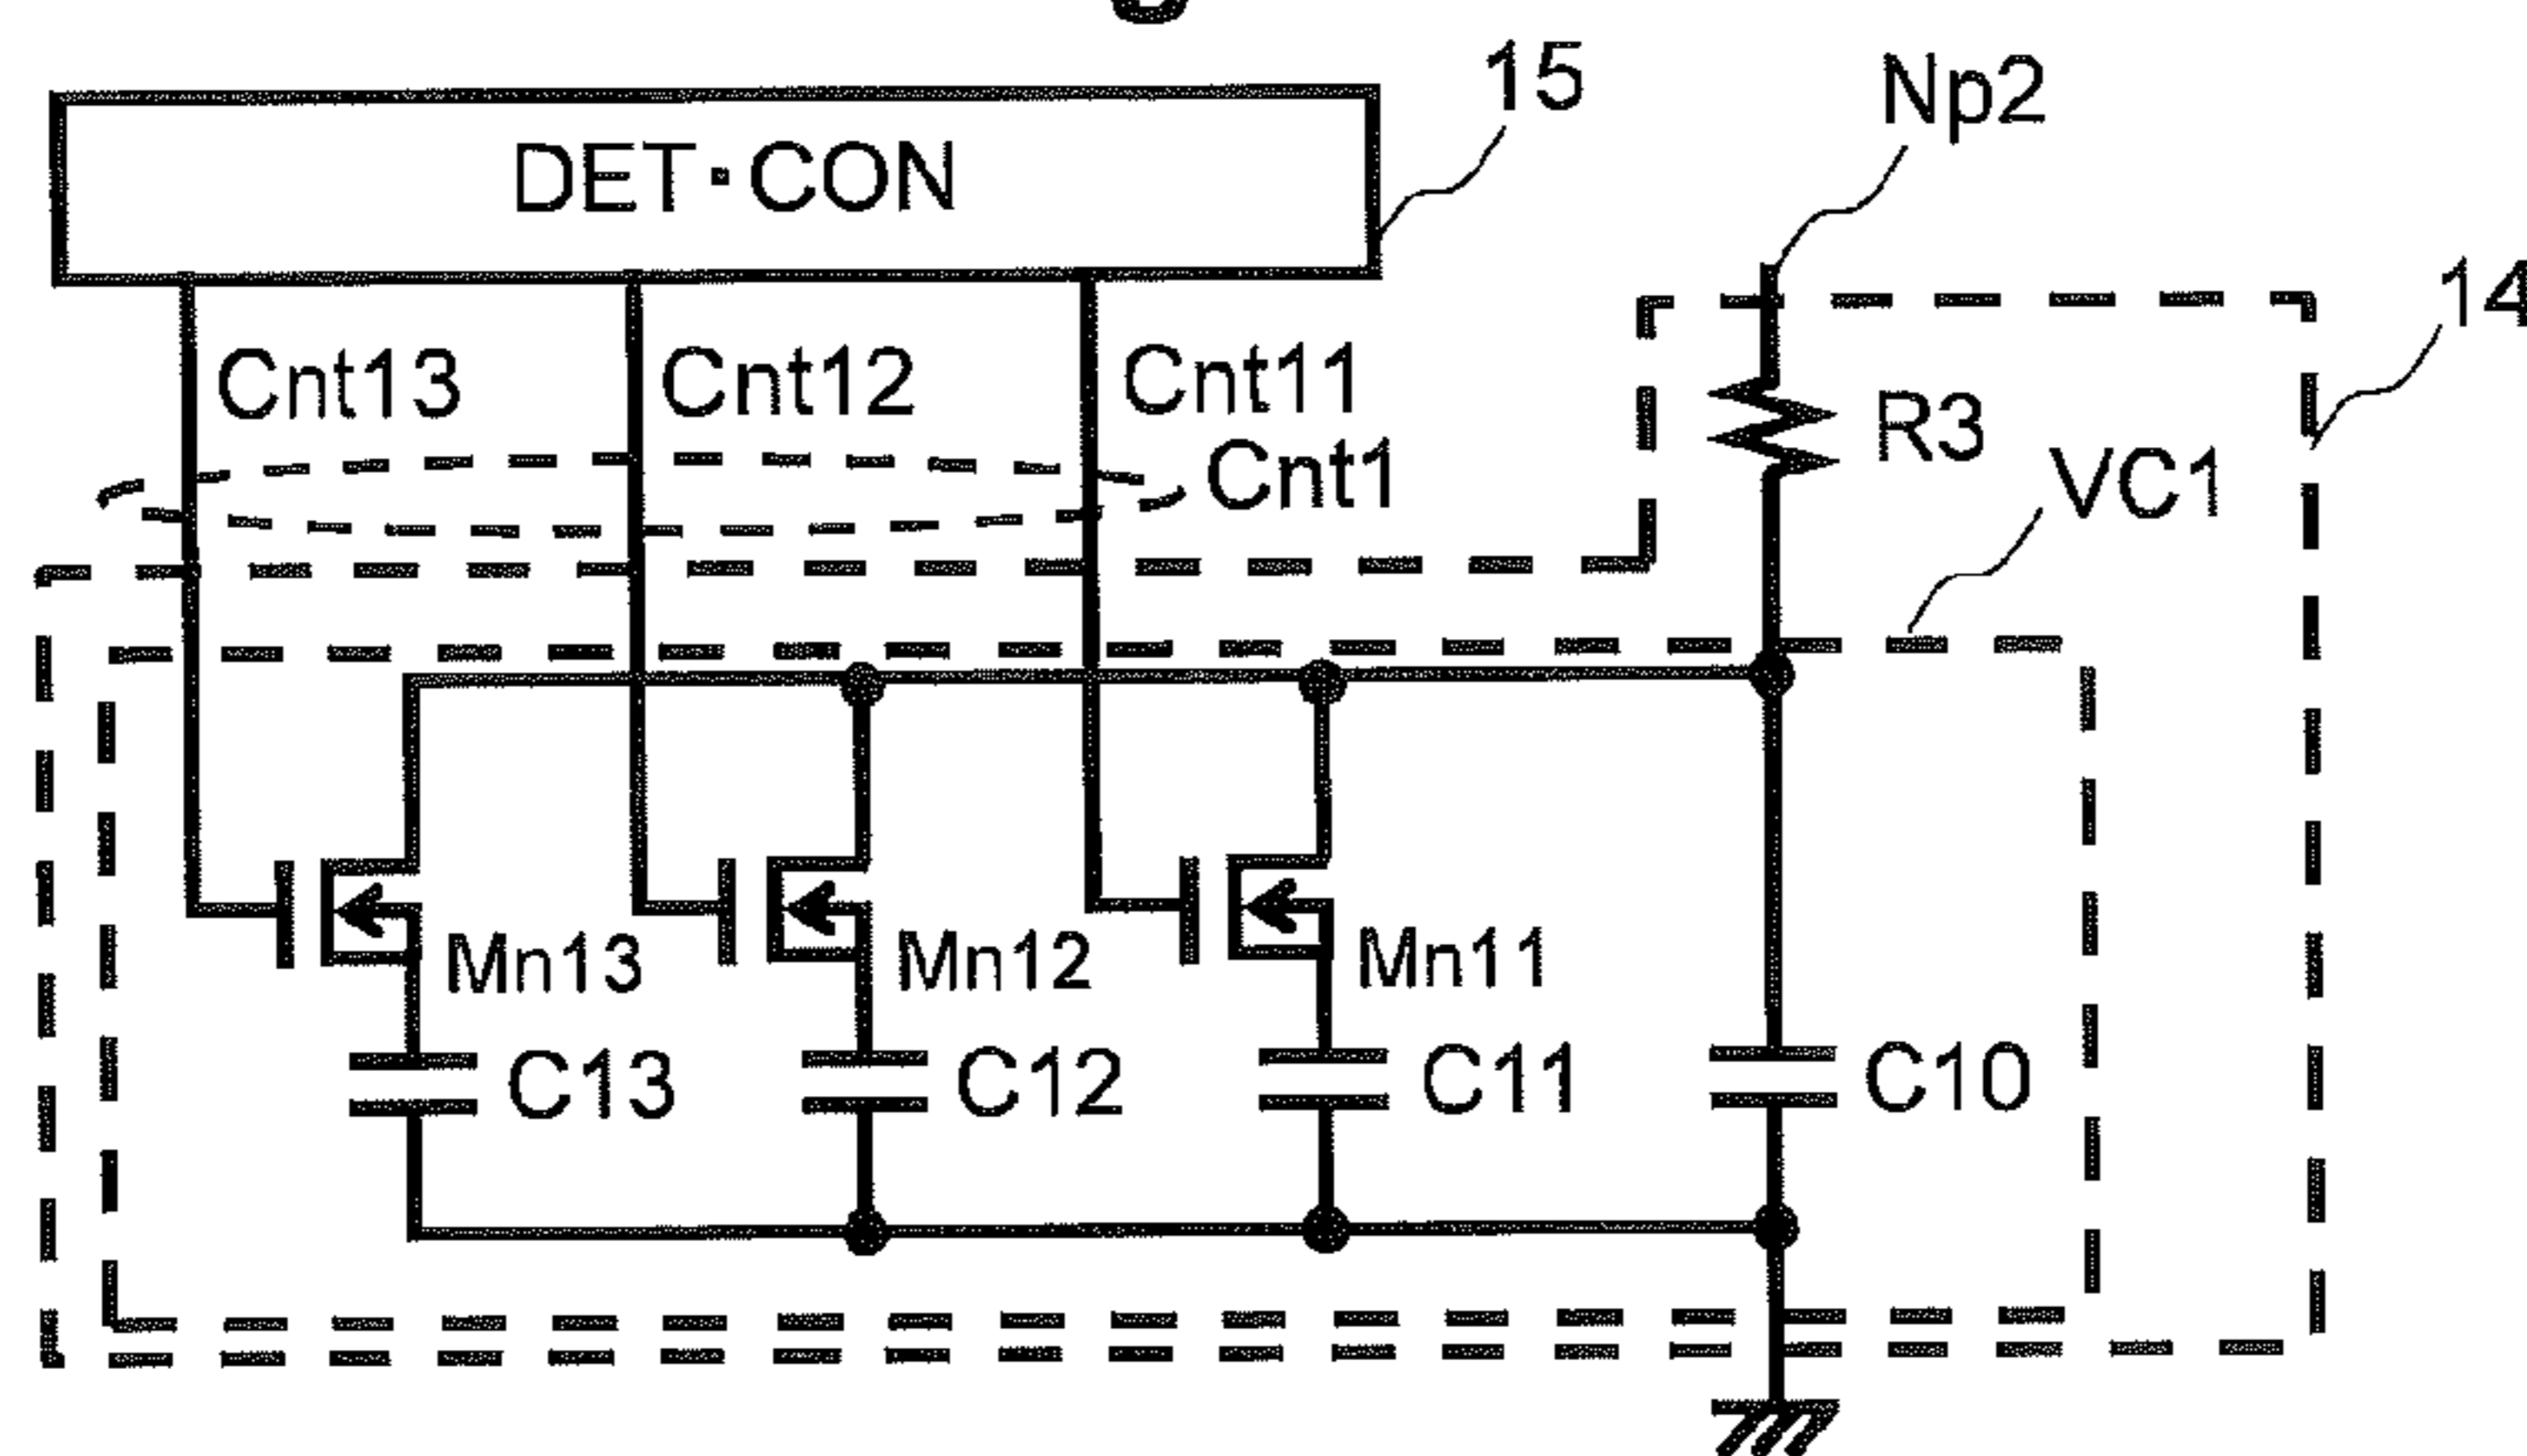 15
Np2
DET·CON
14
Cnt13
Cnt12
Cnt11
R3
Cnt1
VC1
Mn13
Mn12
Mn11
C13
C12
C11
C10